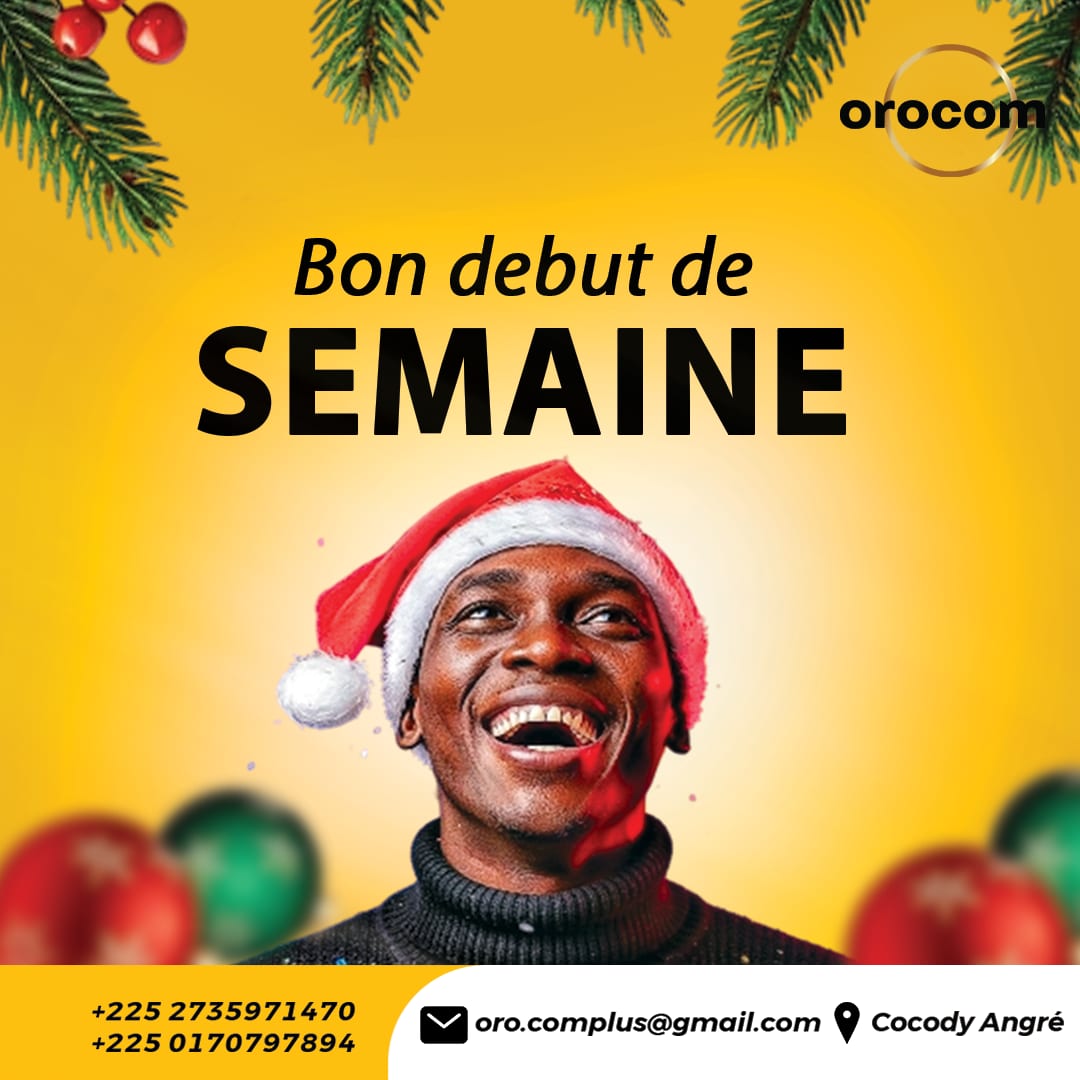 orocom
Bon debut de
SEMAINE
+225 2735971470
+225 0170797894
oro.complus@gmail.com
Cocody Angré